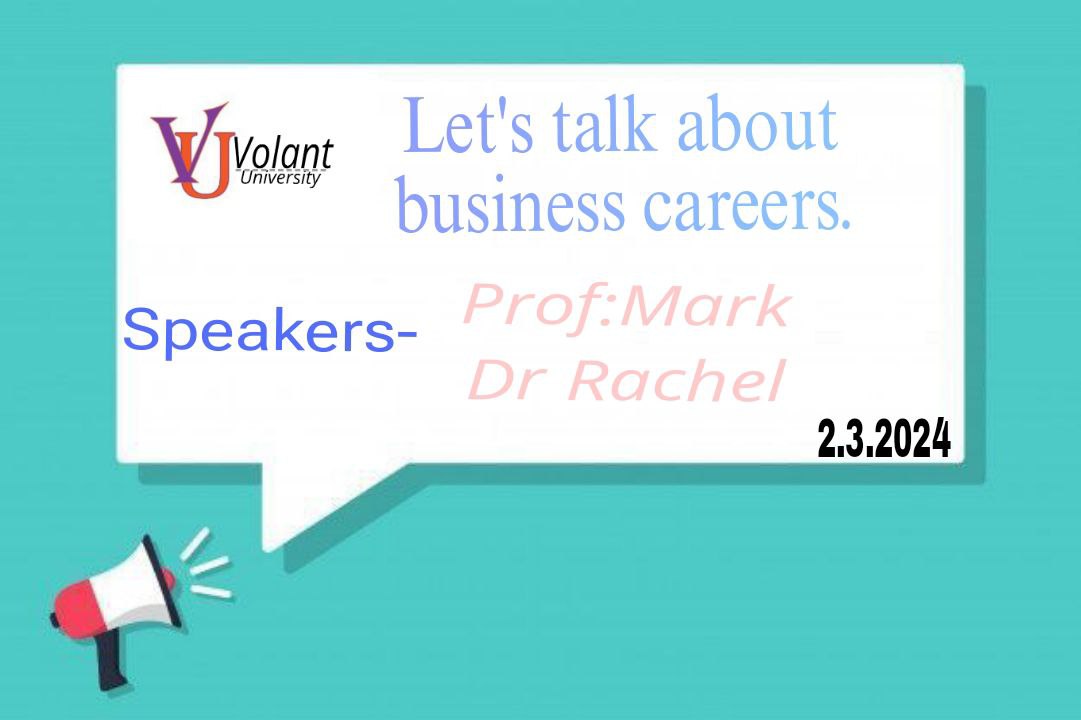 VU Volant
University
Let's talk about
business careers.
Speakers- Prof:Mark
Dr Rachel
2.3.2024